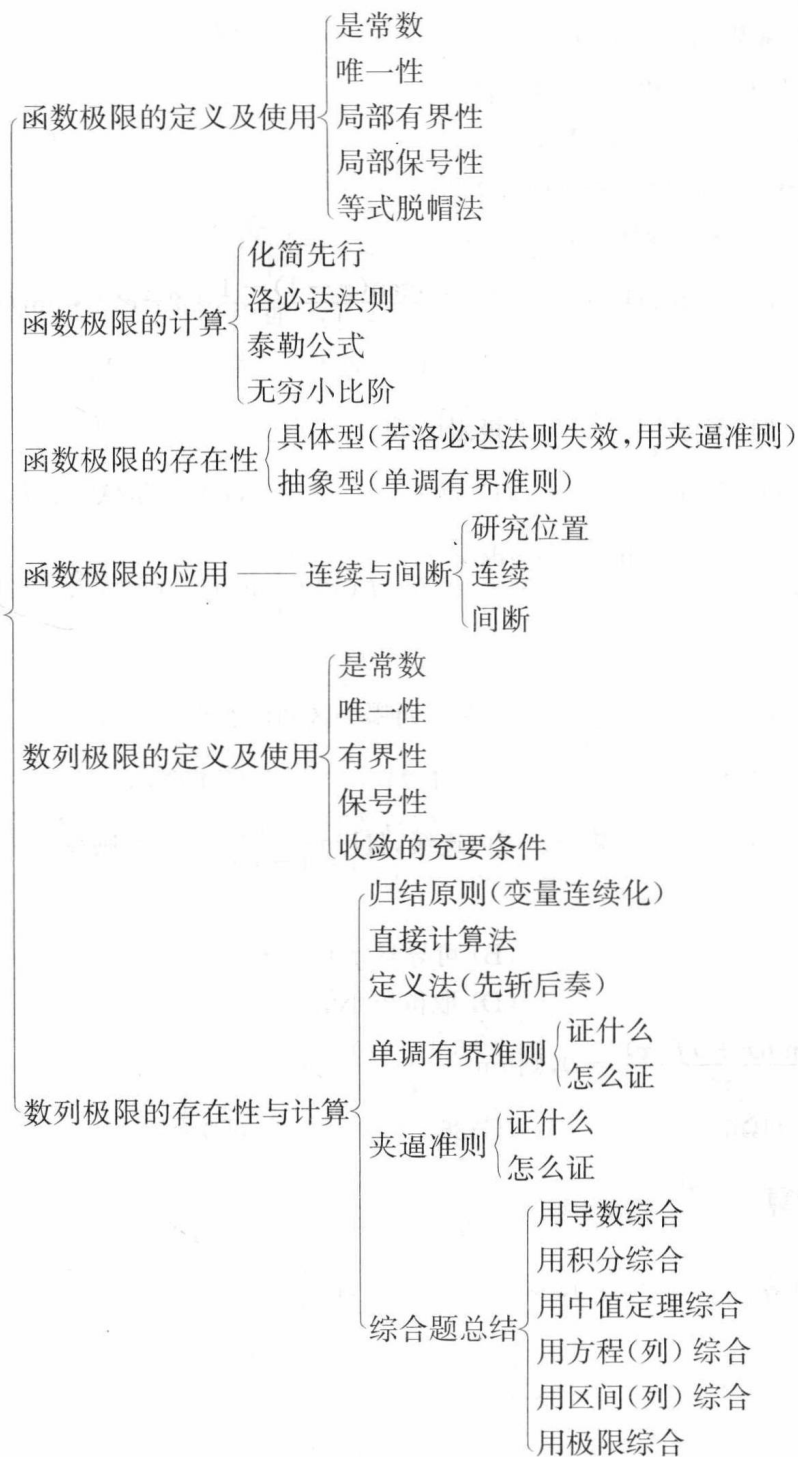 函数极限的定义及使用
是常数
唯一性
局部有界性
局部保号性
等式脱帽法
函数极限的计算
化简先行
洛必达法则
泰勒公式
无穷小比阶
函数极限的存在性
具体型(若洛必达法则失效,用夹逼准则)
抽象型(单调有界准则)
函数极限的应用 —— 连续与间断
研究位置
连续
间断
数列极限的定义及使用
是常数
唯一性
有界性
保号性
收敛的充要条件
数列极限的存在性与计算
归结原则(变量连续化)
直接计算法
定义法(先斩后奏)
单调有界准则
证什么
怎么证
夹逼准则
证什么
怎么证
综合题总结
用导数综合
用积分综合
用中值定理综合
用方程(列)综合
用区间(列)综合
用极限综合